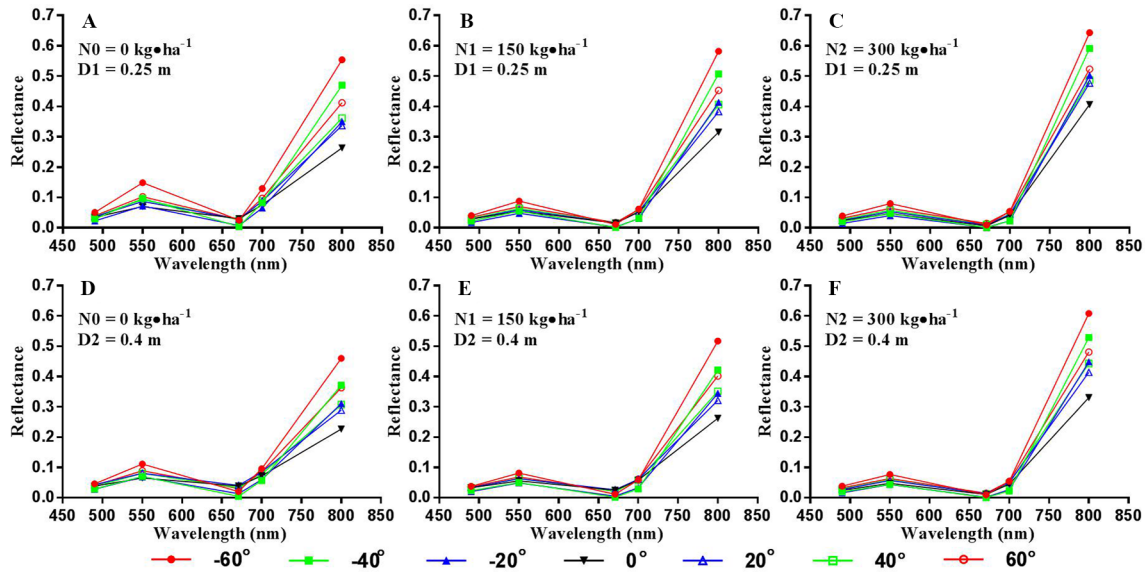 A
N0 = 0 kg●ha⁻¹
D1 = 0.25 m
Reflectance
0.7
0.6
0.5
0.4
0.3
0.2
0.1
0.0
450 500 550 600 650 700 750 800 850
Wavelength (nm)
B
N1 = 150 kg●ha⁻¹
D1 = 0.25 m
Reflectance
0.7
0.6
0.5
0.4
0.3
0.2
0.1
0.0
450 500 550 600 650 700 750 800 850
Wavelength (nm)
C
N2 = 300 kg●ha⁻¹
D1 = 0.25 m
Reflectance
0.7
0.6
0.5
0.4
0.3
0.2
0.1
0.0
450 500 550 600 650 700 750 800 850
Wavelength (nm)
D
N0 = 0 kg●ha⁻¹
D2 = 0.4 m
Reflectance
0.7
0.6
0.5
0.4
0.3
0.2
0.1
0.0
450 500 550 600 650 700 750 800 850
Wavelength (nm)
E
N1 = 150 kg●ha⁻¹
D2 = 0.4 m
Reflectance
0.7
0.6
0.5
0.4
0.3
0.2
0.1
0.0
450 500 550 600 650 700 750 800 850
Wavelength (nm)
F
N2 = 300 kg●ha⁻¹
D2 = 0.4 m
Reflectance
0.7
0.6
0.5
0.4
0.3
0.2
0.1
0.0
450 500 550 600 650 700 750 800 850
Wavelength (nm)
-60° -40° -20° 0° 20° 40° 60°